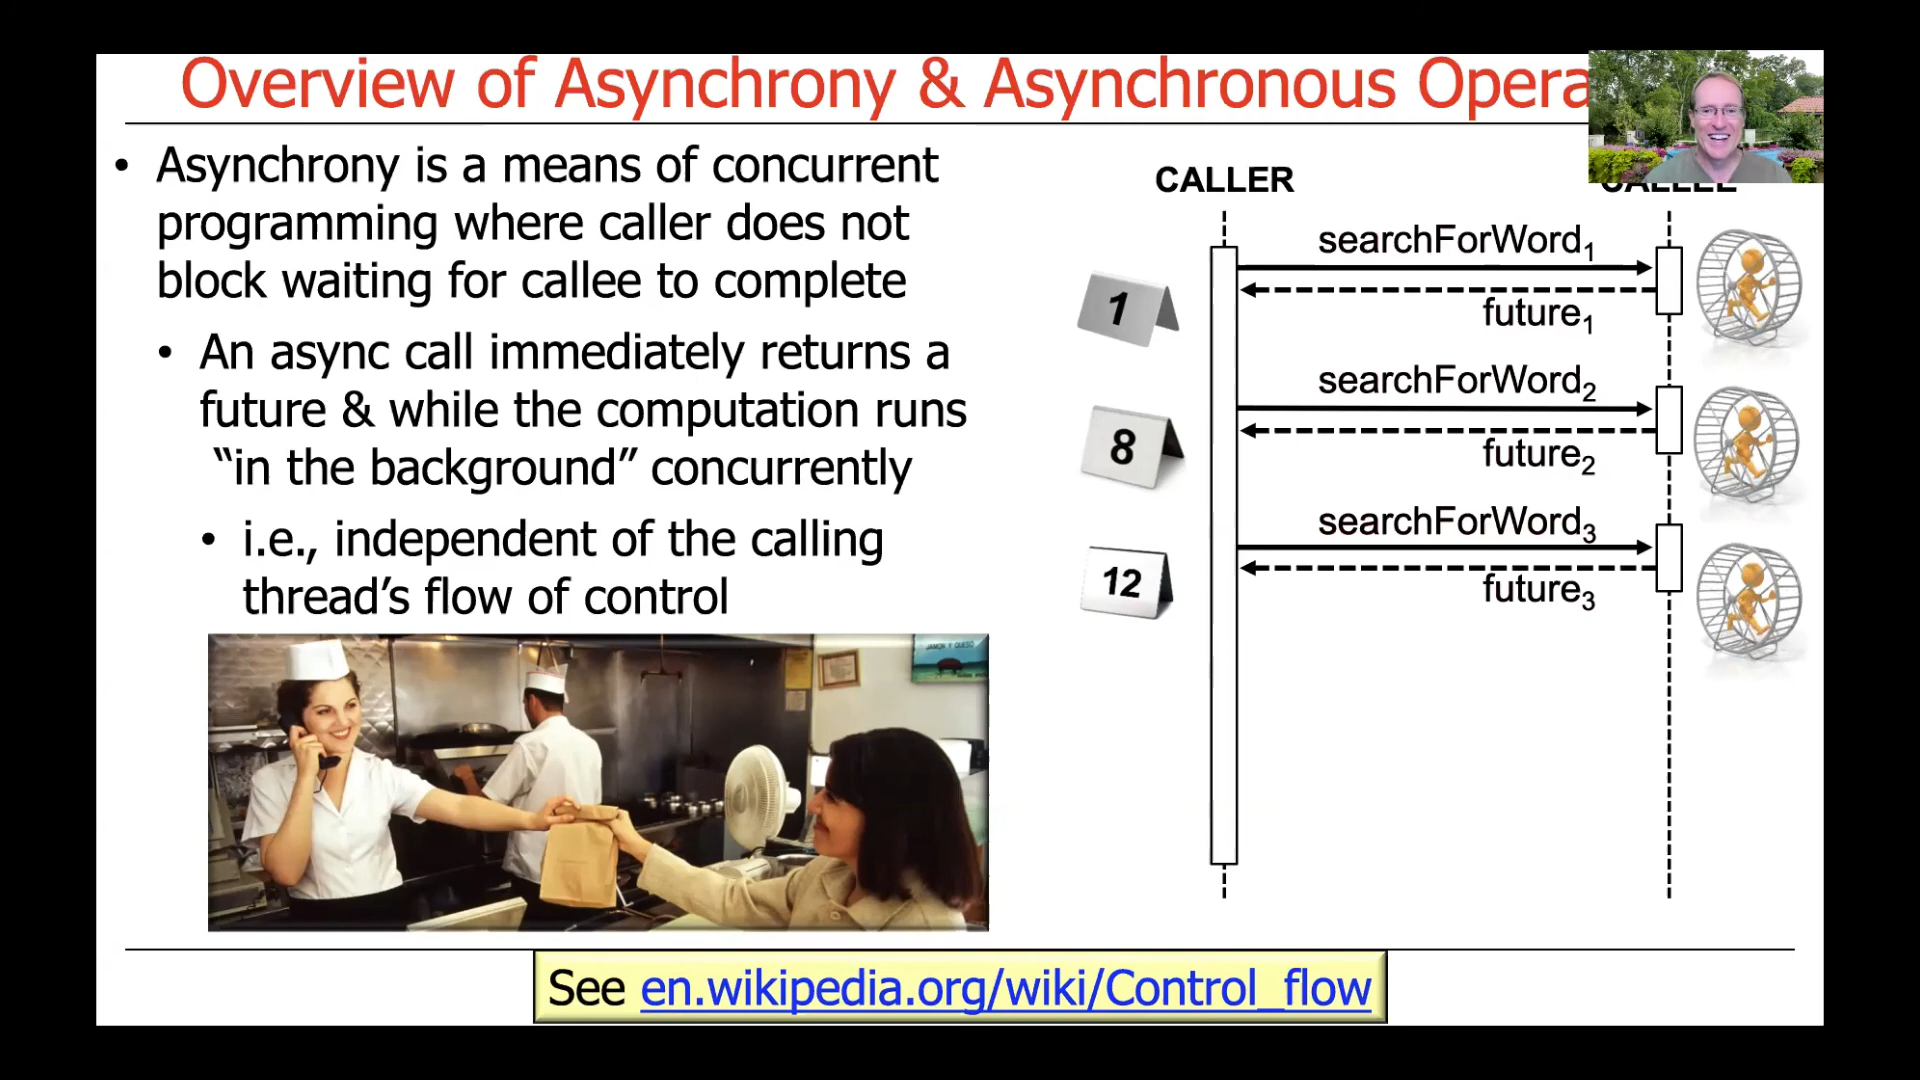 Overview of Asynchrony & Asynchronous Opera
• Asynchrony is a means of concurrent
programming where caller does not
block waiting for callee to complete
• An async call immediately returns a
future & while the computation runs
“in the background” concurrently
• i.e., independent of the calling
thread’s flow of control
JAMON Y QUESO
CALLER
searchForWord1
future1
searchForWord2
future2
searchForWord3
future3
1
8
12
See en.wikipedia.org/wiki/Control_flow